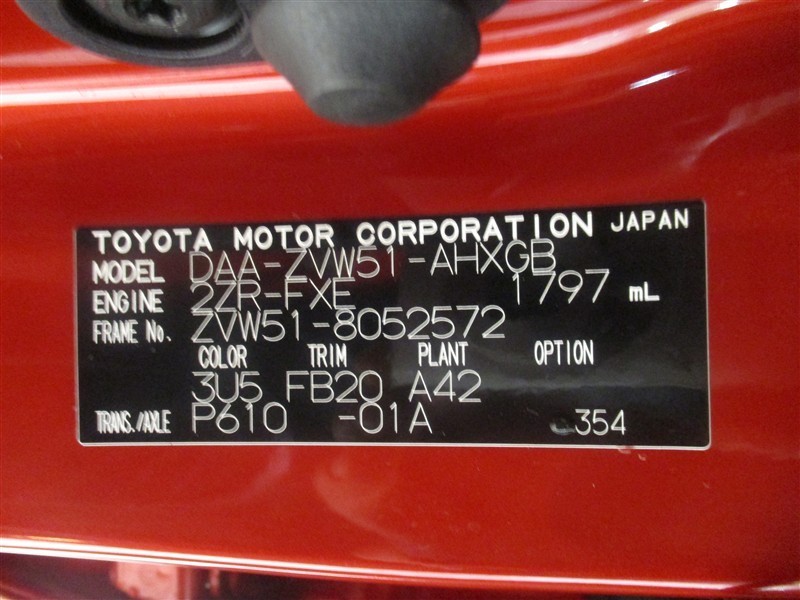 TOYOTA MOTOR CORPORATION JAPAN
MODEL DAA-ZVW51-AHXGB
ENGINE 2ZR-FXE 1797 mL
FRAME No. ZVW51-8052572
COLOR TRIM PLANT OPTION
3U5 FB20 A42
TRANS./AXLE P610 -01A 354